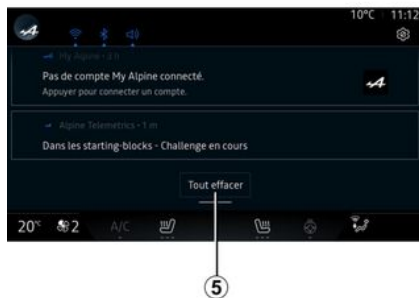 10°C 11:12
My Alpine • 3 h
Pas de compte My Alpine connecté.
Appuyer pour connecter un compte.
Alpine Telemetrics • 1 m
Dans les starting-blocks - Challenge en cours
Tout effacer
20°C 2 A/C
5